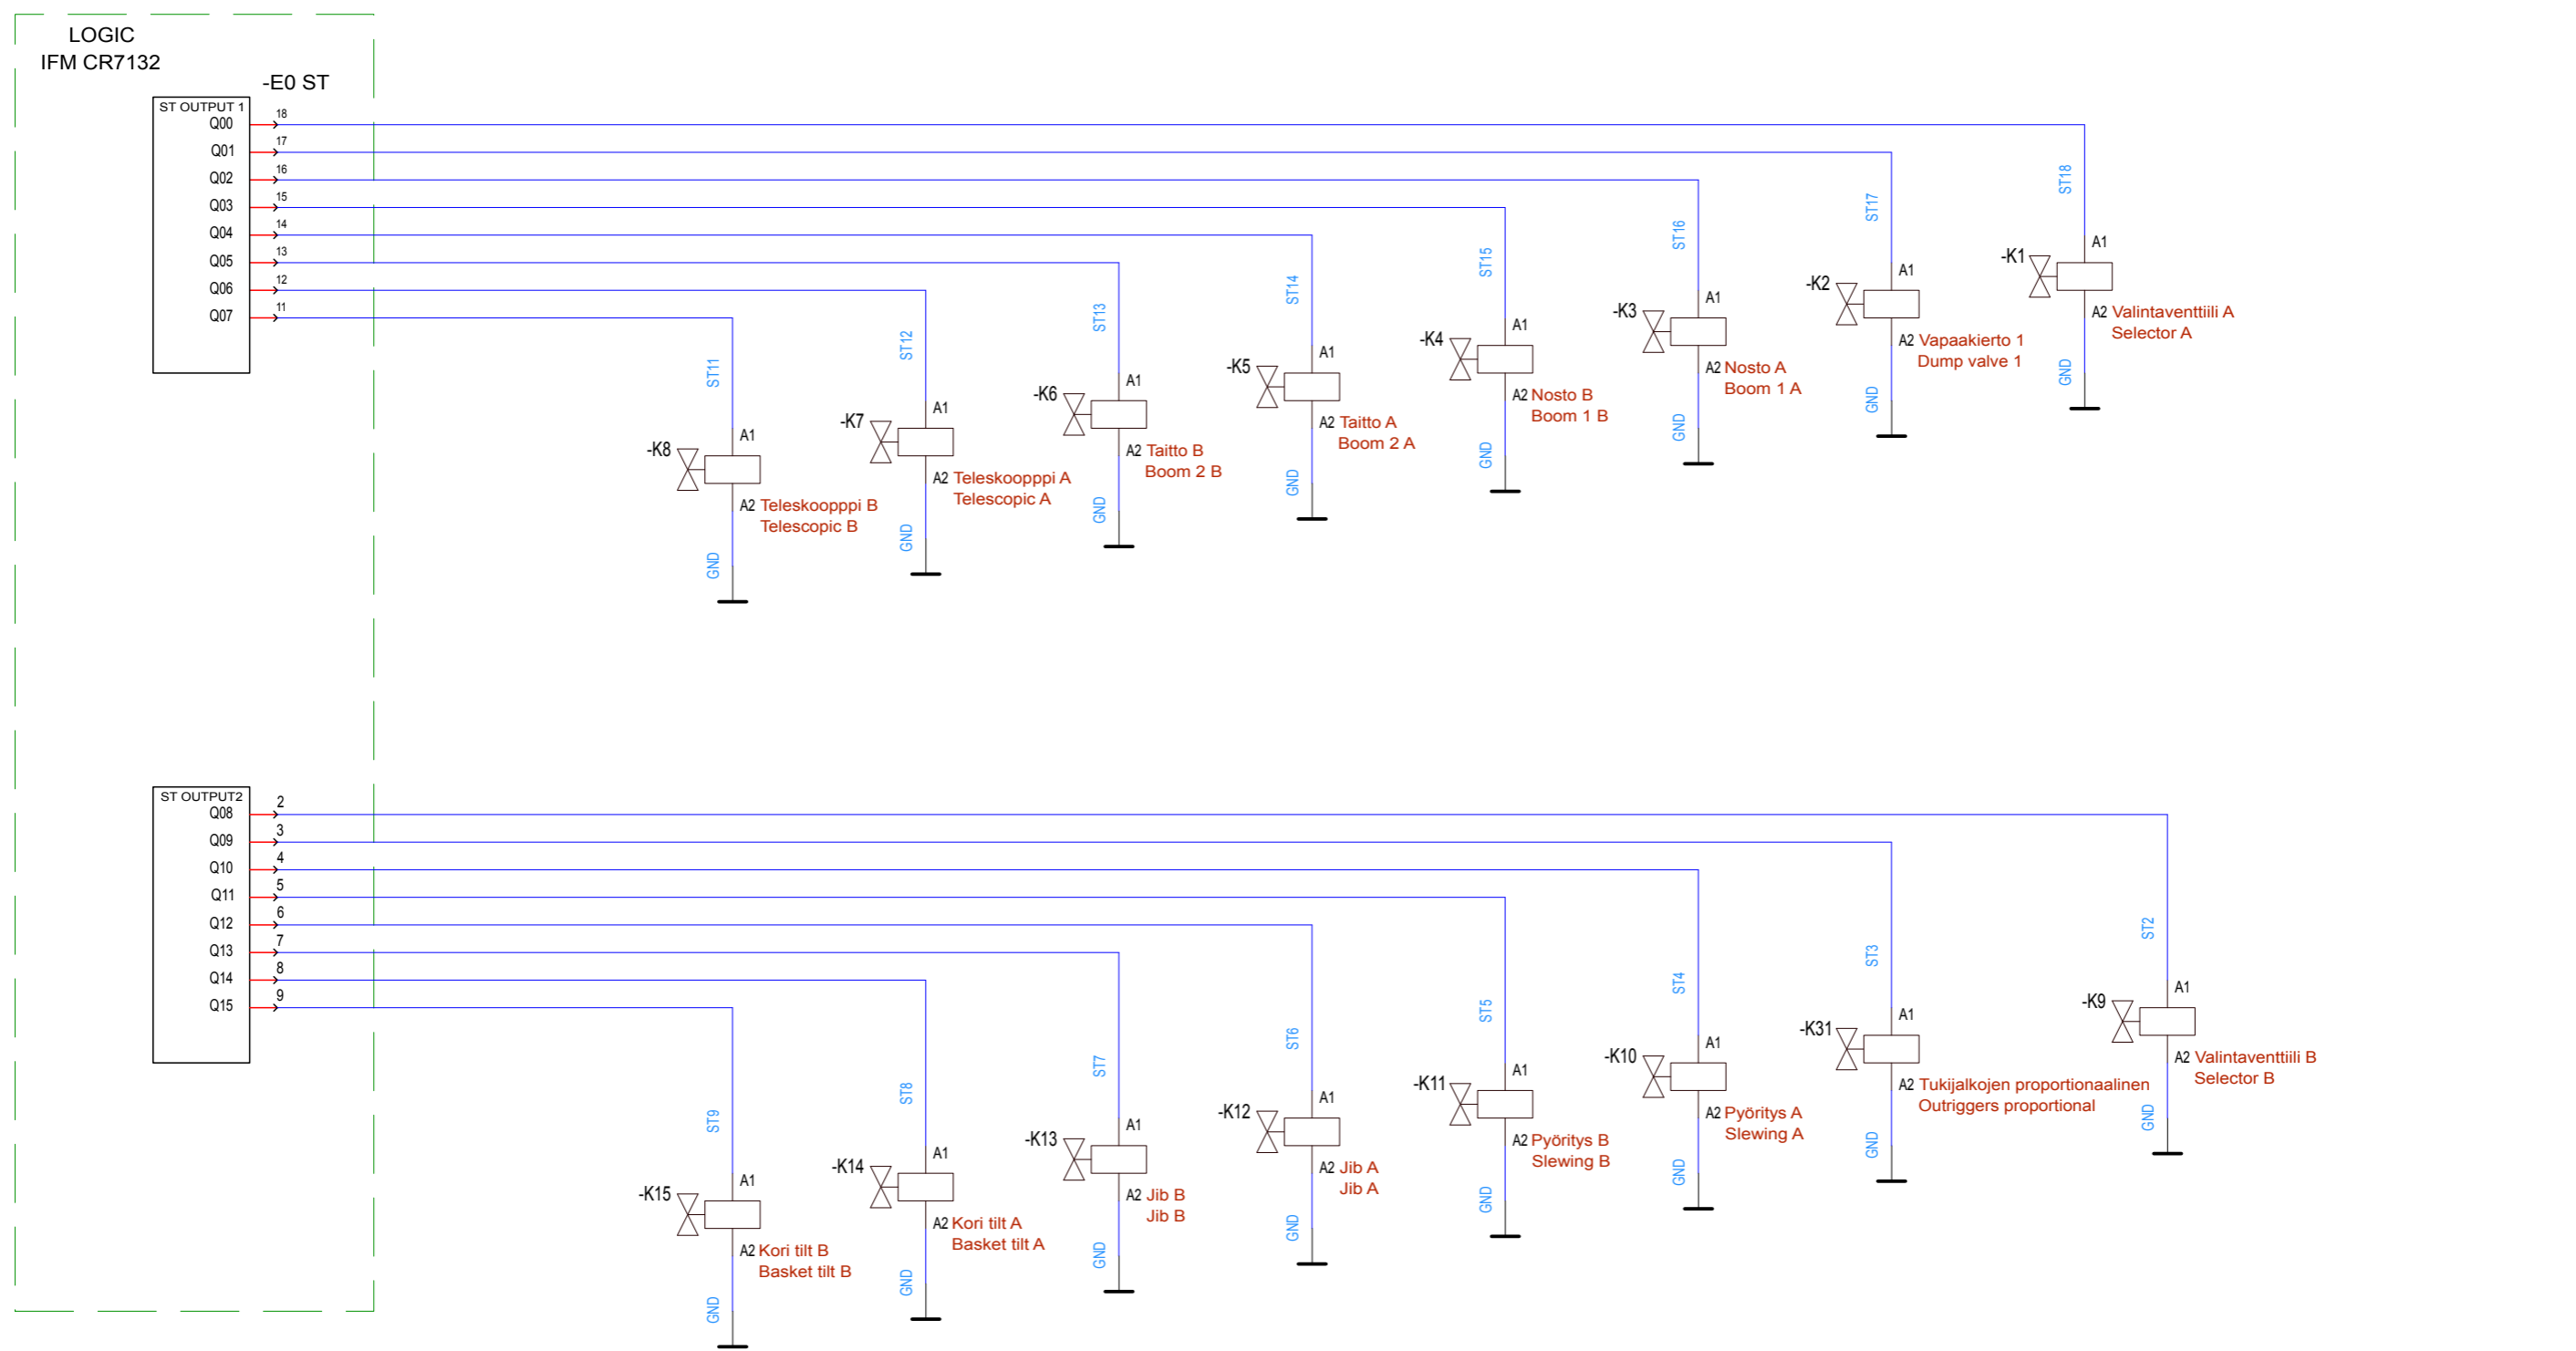 LOGIC
IFM CR7132
-E0 ST
ST OUTPUT 1
Q00 18
Q01 17
Q02 16
Q03 15
Q04 14
Q05 13
Q06 12
Q07 11
ST18
-K1
A1
A2 Valintaventtiili A
Selector A
GND
ST17
-K2
A1
A2 Vapaakierto 1
Dump valve 1
GND
ST16
-K3
A1
A2 Nosto A
Boom 1 A
GND
ST15
-K4
A1
A2 Nosto B
Boom 1 B
GND
ST14
-K5
A1
A2 Taitto A
Boom 2 A
GND
ST13
-K6
A1
A2 Taitto B
Boom 2 B
GND
ST12
-K7
A1
A2 Teleskoopppi A
Telescopic A
GND
ST11
-K8
A1
A2 Teleskoopppi B
Telescopic B
GND
ST OUTPUT2
Q08 2
Q09 3
Q10 4
Q11 5
Q12 6
Q13 7
Q14 8
Q15 9
ST2
-K9
A1
A2 Valintaventtiili B
Selector B
GND
ST3
-K31
A1
A2 Tukijalkojen proportionaalinen
Outriggers proportional
GND
ST4
-K10
A1
A2 Pyöritys A
Slewing A
GND
ST5
-K11
A1
A2 Pyöritys B
Slewing B
GND
ST6
-K12
A1
A2 Jib A
Jib A
GND
ST7
-K13
A1
A2 Jib B
Jib B
GND
ST8
-K14
A1
A2 Kori tilt A
Basket tilt A
GND
ST9
-K15
A1
A2 Kori tilt B
Basket tilt B
GND